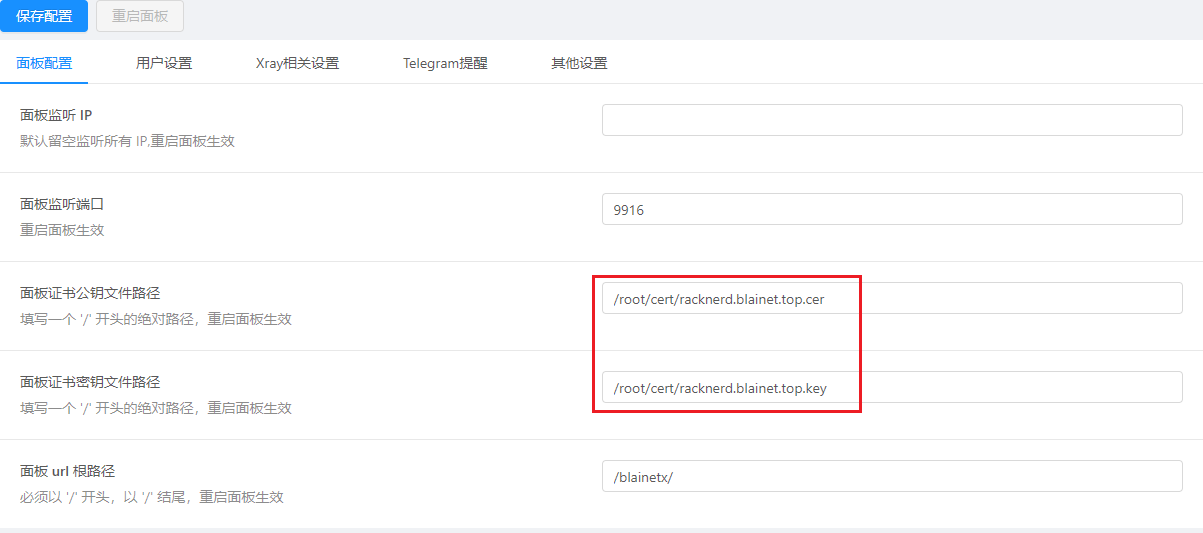 保存配置 重启面板
面板配置 用户设置 Xray相关设置 Telegram提醒 其他设置
面板监听 IP
默认留空监听所有 IP,重启面板生效
面板监听端口
9916
重启面板生效
面板证书公钥文件路径
/root/cert/racknerd.blainet.top.cer
填写一个 '/' 开头的绝对路径，重启面板生效
面板证书密钥文件路径
/root/cert/racknerd.blainet.top.key
填写一个 '/' 开头的绝对路径，重启面板生效
面板 url 根路径
/blainetx/
必须以 '/' 开头，以 '/' 结尾，重启面板生效